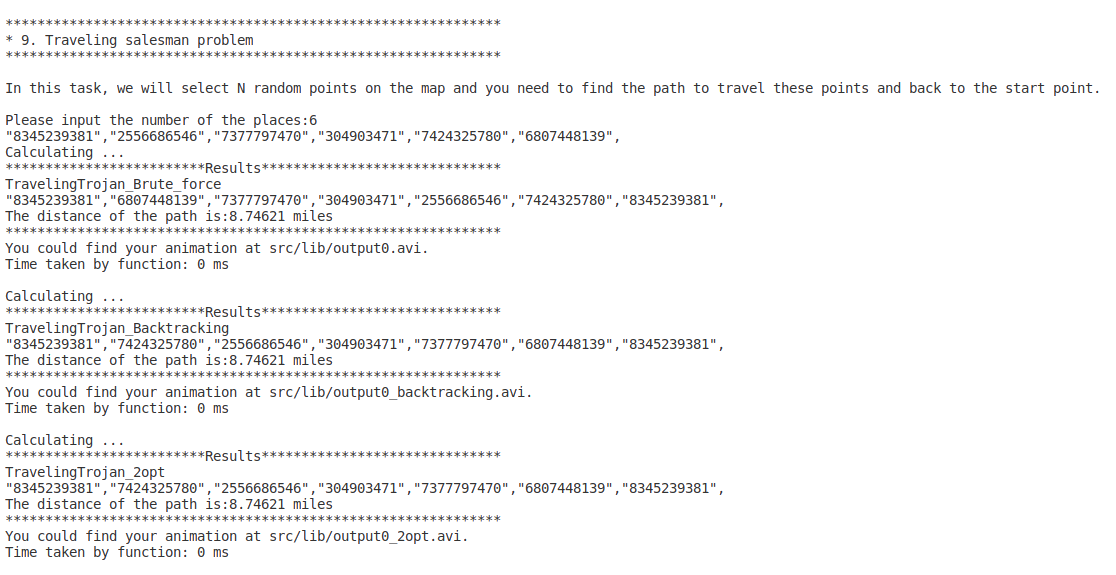 **************************************************************
* 9. Traveling salesman problem
**************************************************************
In this task, we will select N random points on the map and you need to find the path to travel these points and back to the start point.
Please input the number of the places:6
"8345239381","2556686546","7377797470","304903471","7424325780","6807448139",
Calculating ...
*************************Results******************************
TravelingTrojan_Brute_force
"8345239381","6807448139","7377797470","304903471","2556686546","7424325780","8345239381",
The distance of the path is:8.74621 miles
**************************************************************
You could find your animation at src/lib/output0.avi.
Time taken by function: 0 ms
Calculating ...
*************************Results******************************
TravelingTrojan_Backtracking
"8345239381","7424325780","2556686546","304903471","7377797470","6807448139","8345239381",
The distance of the path is:8.74621 miles
**************************************************************
You could find your animation at src/lib/output0_backtracking.avi.
Time taken by function: 0 ms
Calculating ...
*************************Results******************************
TravelingTrojan_2opt
"8345239381","7424325780","2556686546","304903471","7377797470","6807448139","8345239381",
The distance of the path is:8.74621 miles
**************************************************************
You could find your animation at src/lib/output0_2opt.avi.
Time taken by function: 0 ms